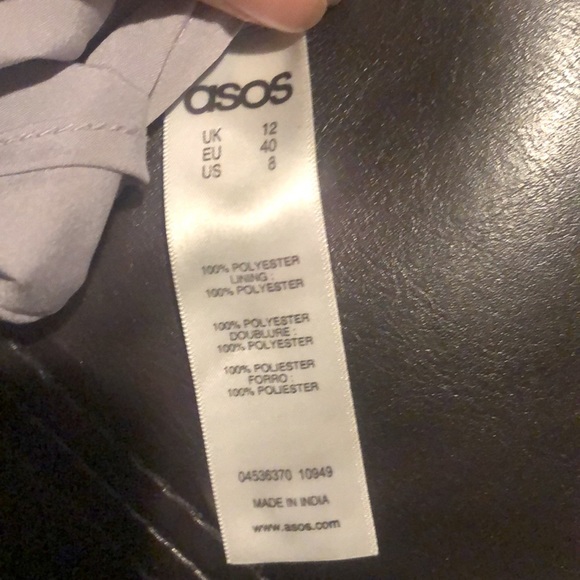 asos
UK 12
EU 40
US 8
100% POLYESTER
LINING :
100% POLYESTER
100% POLYESTER
DOUBLURE :
100% POLYESTER
100% POLIESTER
FORRO :
100% POLIESTER
04536370 10949
MADE IN INDIA
www.asos.com